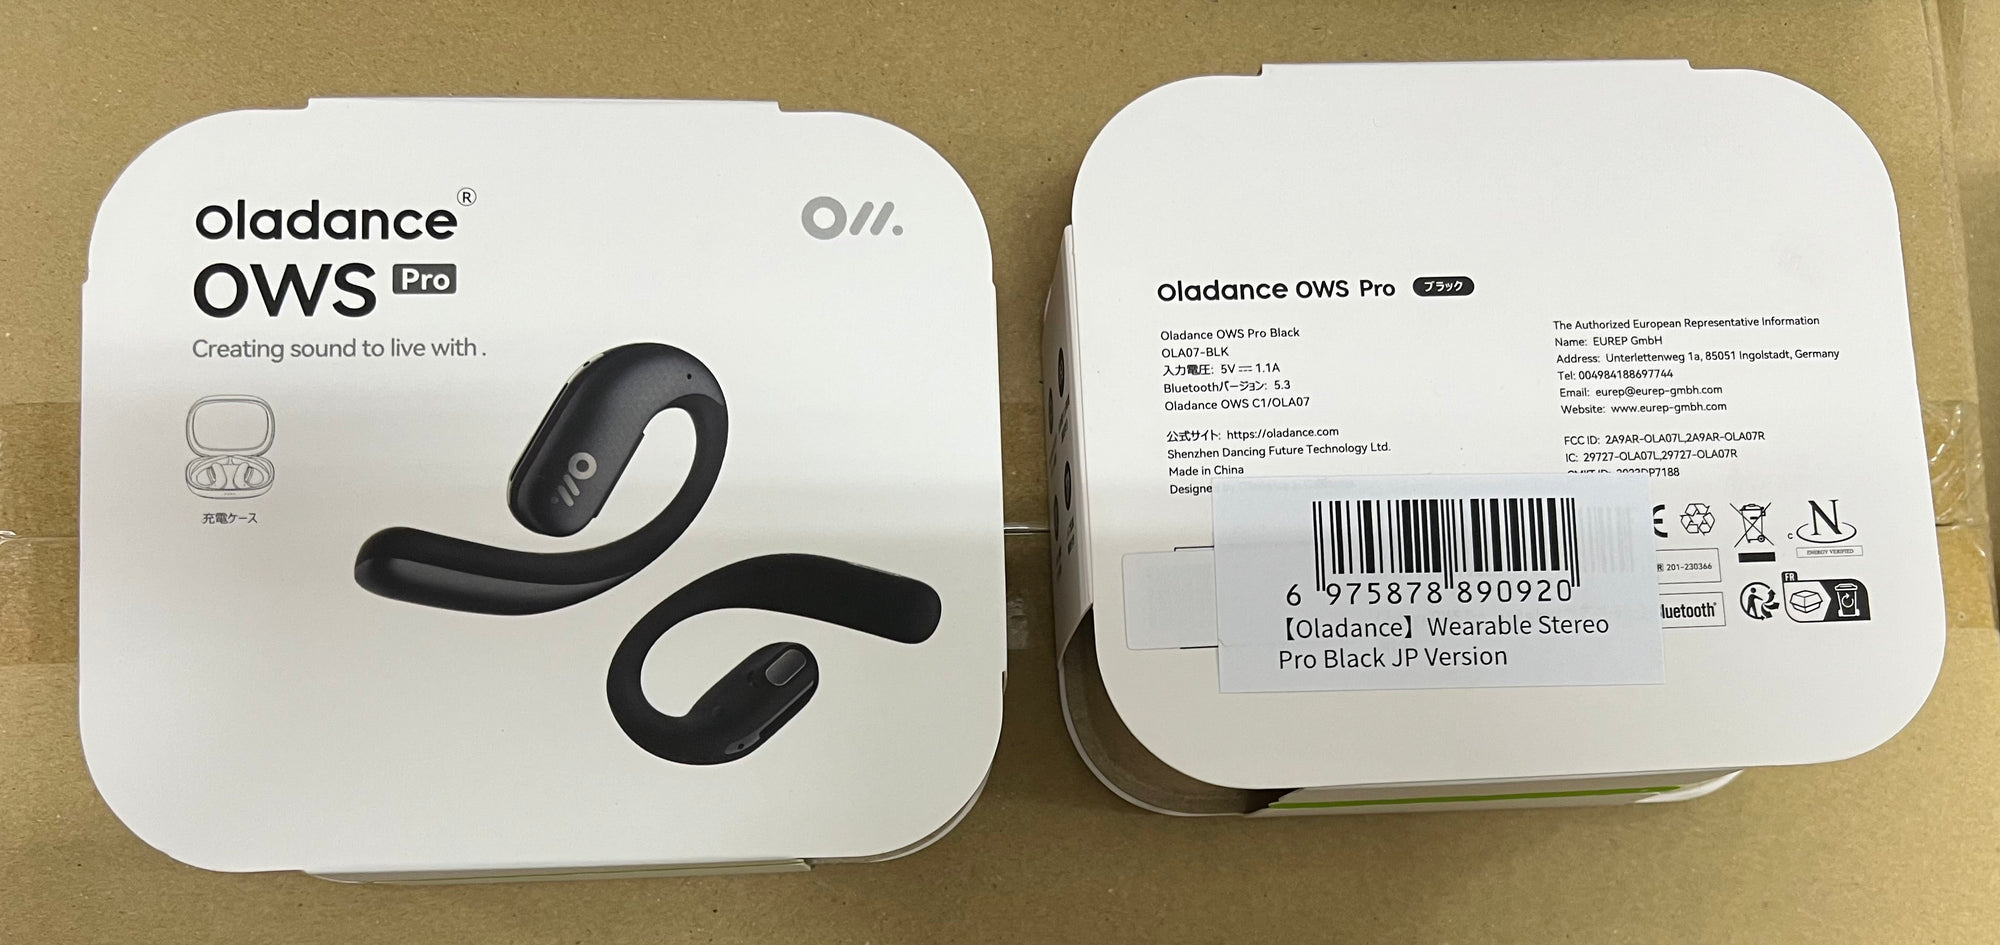 oladance®
OWS Pro
Creating sound to live with .
充電ケース
oladance OWS Pro ブラック
Oladance OWS Pro Black
OLA07-BLK
入力電圧: 5V⎓1.1A
Bluetoothバージョン: 5.3
Oladance OWS C1/OLA07
公式サイト: https://oladance.com
Shenzhen Dancing Future Technology Ltd.
Made in China
Designe
The Authorized European Representative Information
Name: EUREP GmbH
Address: Unterlettenweg 1a, 85051 Ingolstadt, Germany
Tel: 004984188697744
Email: eurep@eurep-gmbh.com
Website: www.eurep-gmbh.com
FCC ID: 2A9AR-OLA07L,2A9AR-OLA07R
IC: 29727-OLA07L,29727-OLA07R
N
C
ENERGY VERIFIED
R 201-230366
FR
luetooth®
6 975878 890920
【Oladance】Wearable Stereo
Pro Black JP Version